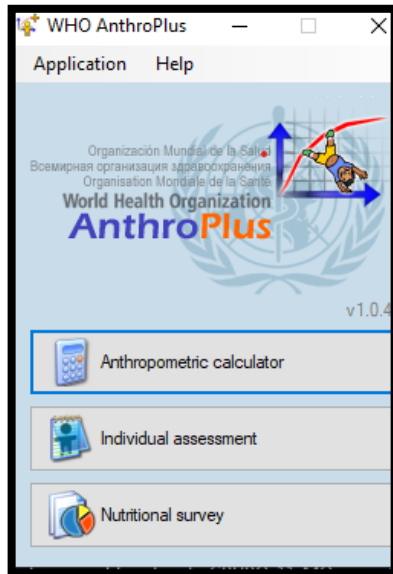 WHO AnthroPlus
Application Help
Organización Mundial de la Salud
Всемирная организация здравоохранения
Organisation Mondiale de la Santé
World Health Organization
AnthroPlus
v1.0.4
Anthropometric calculator
Individual assessment
Nutritional survey